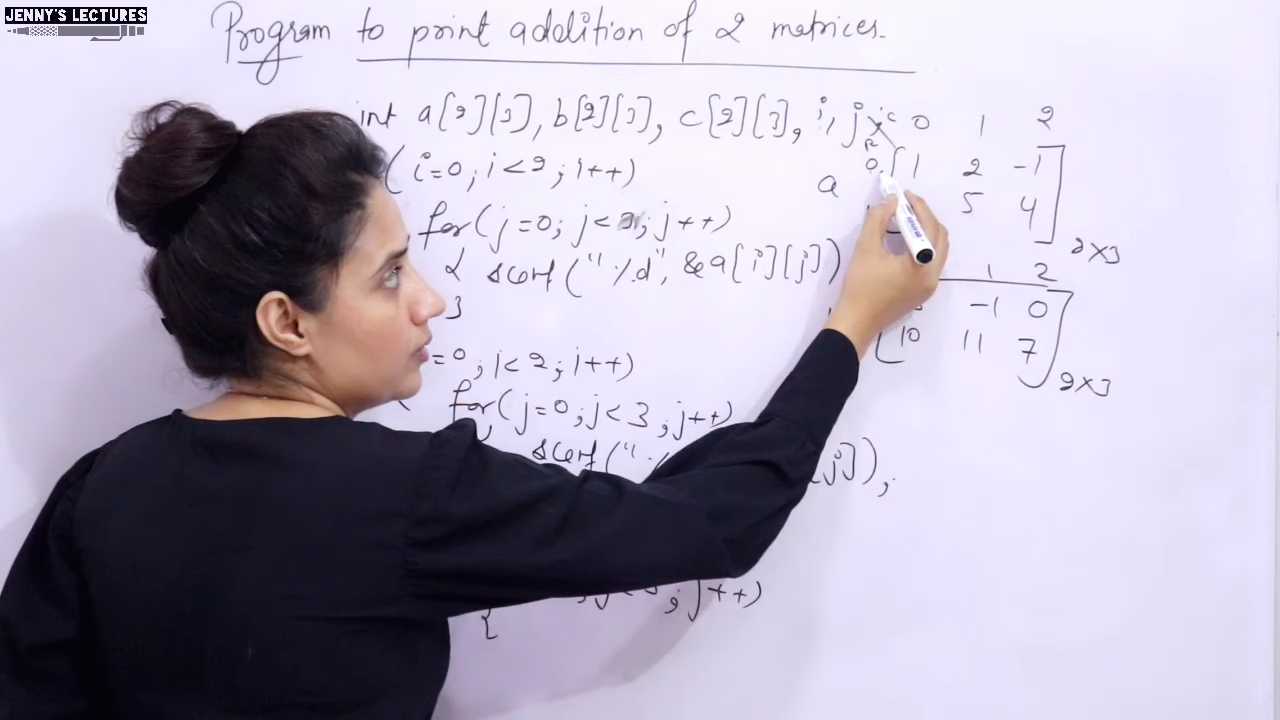 JENNY'S LECTURES
Program to print addition of 2 matrices.
int a[2][3], b[2][3], c[2][3], i, j
(i=0; i<2; i++)
for(j=0; j<3; j++)
{ scanf("%d", &a[i][j])
}
=0; i<2; i++)
for(j=0; j<3; j++)
scanf("% [j]);
; j++)
{
C 0 1 2
R
0 1 2 -1
a
5 4
2X3
1 2
-1 0
10 11 7
2X3